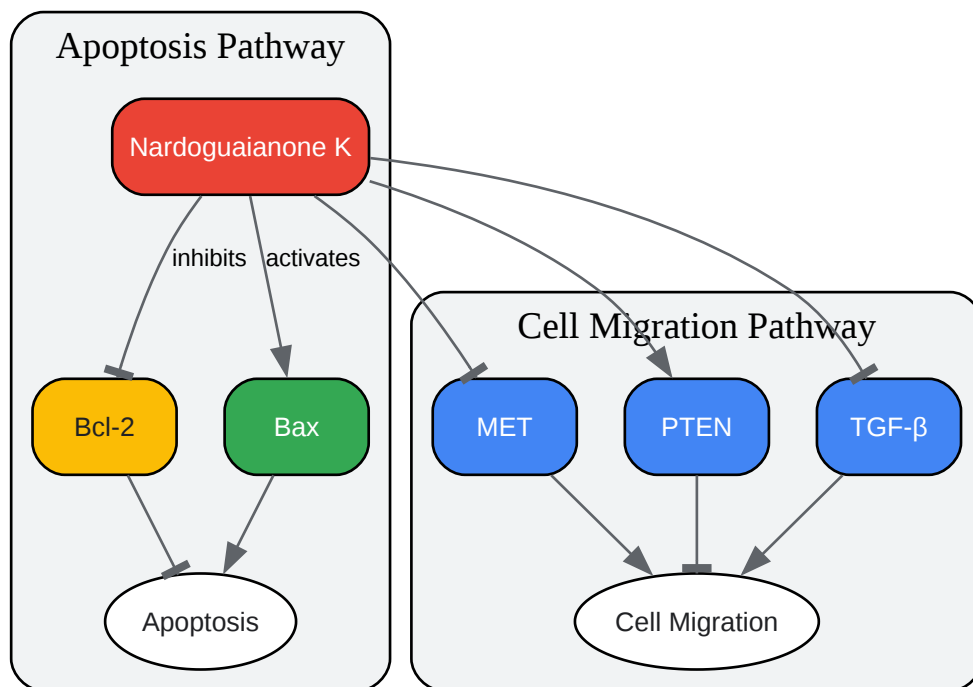 Apoptosis Pathway
Nardoguaianone K
inhibits
activates
Cell Migration Pathway
Bcl-2
Bax
MET
PTEN
TGF-β
Apoptosis
Cell Migration